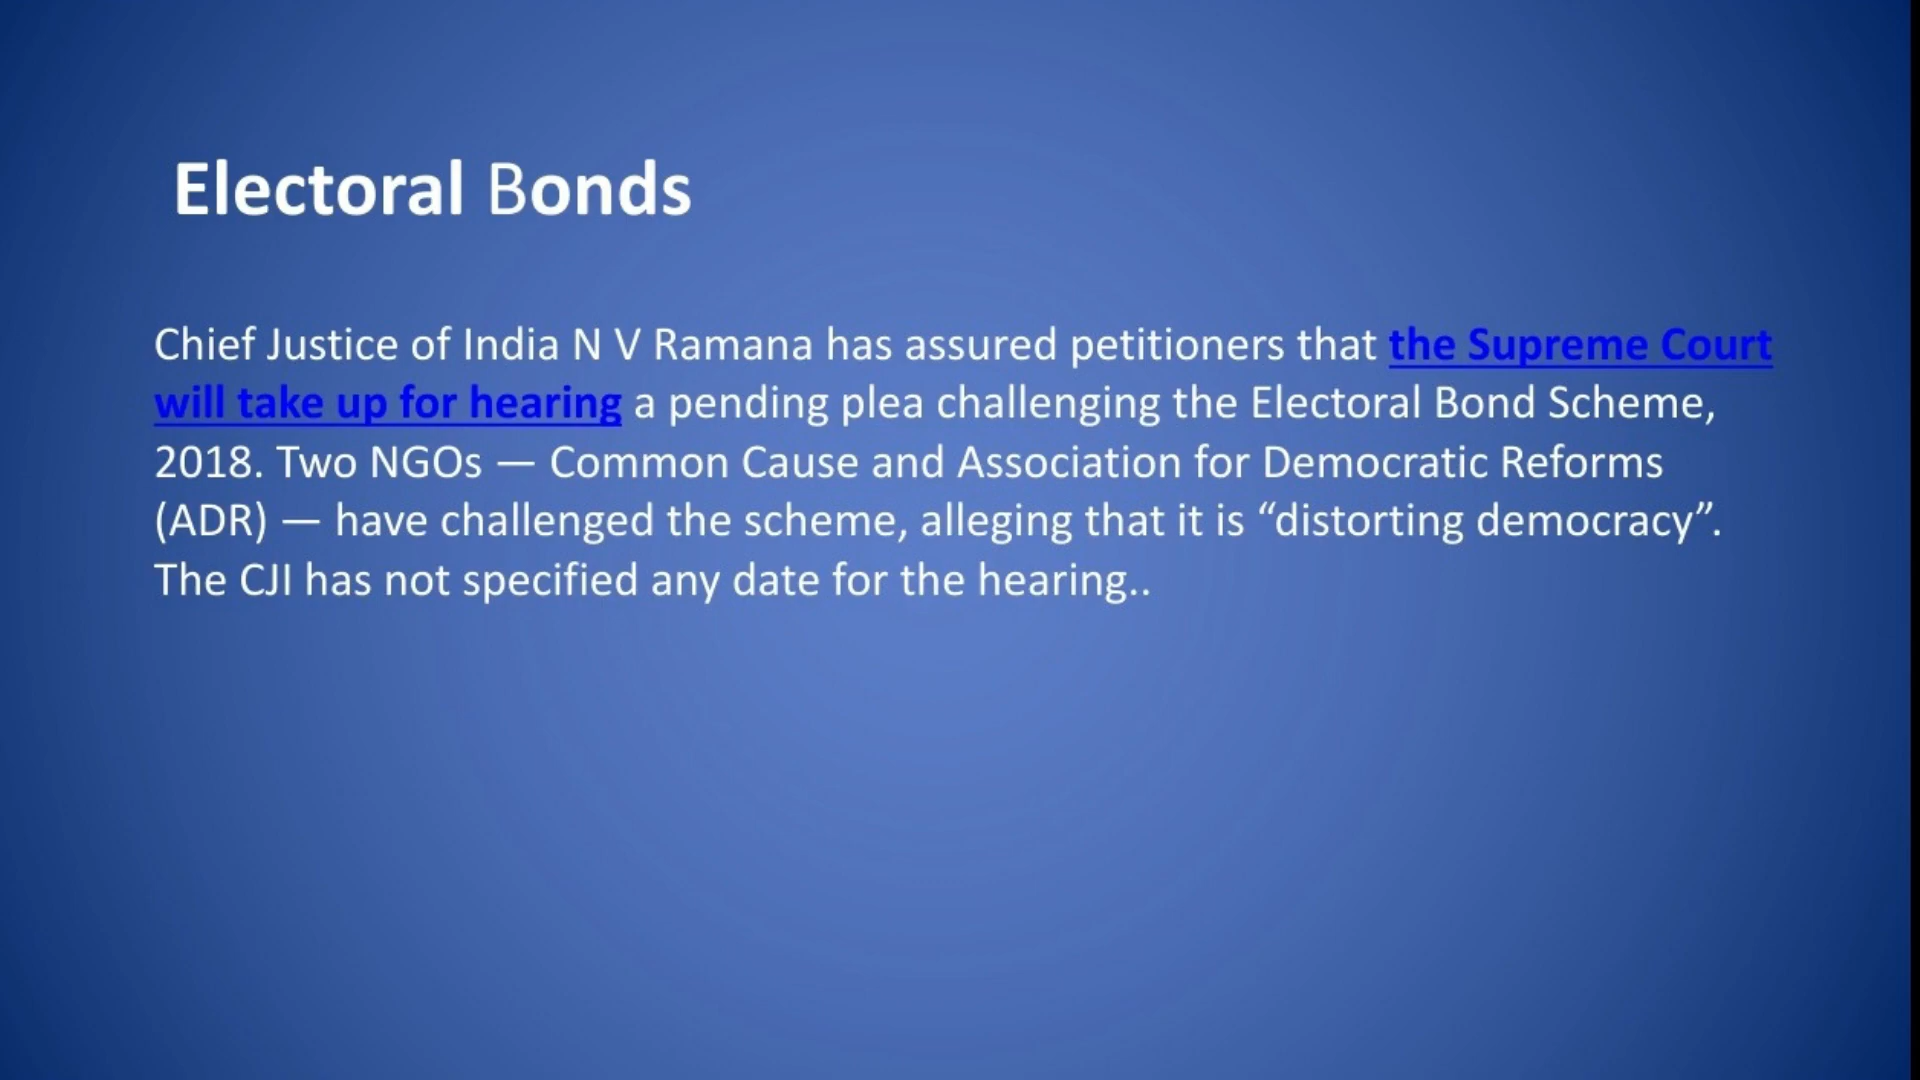 Electoral Bonds
Chief Justice of India N V Ramana has assured petitioners that the Supreme Court
will take up for hearing a pending plea challenging the Electoral Bond Scheme,
2018. Two NGOs — Common Cause and Association for Democratic Reforms
(ADR) — have challenged the scheme, alleging that it is “distorting democracy”.
The CJI has not specified any date for the hearing..